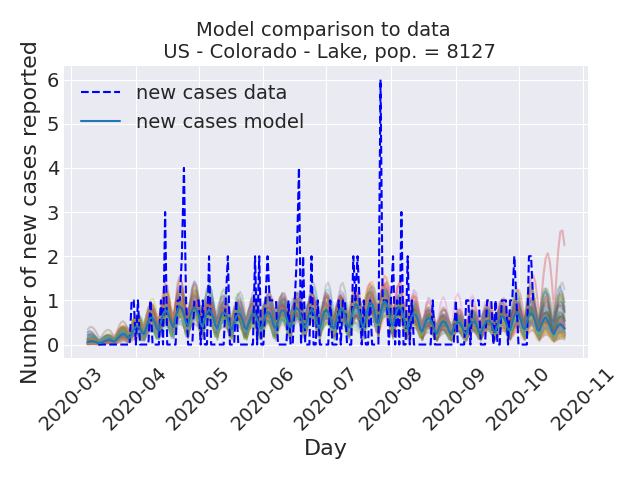 Model comparison to data
US - Colorado - Lake, pop. = 8127
Number of new cases reported
6
5
4
3
2
1
0
new cases data
new cases model
2020-03
2020-04
2020-05
2020-06
2020-07
2020-08
2020-09
2020-10
2020-11
Day